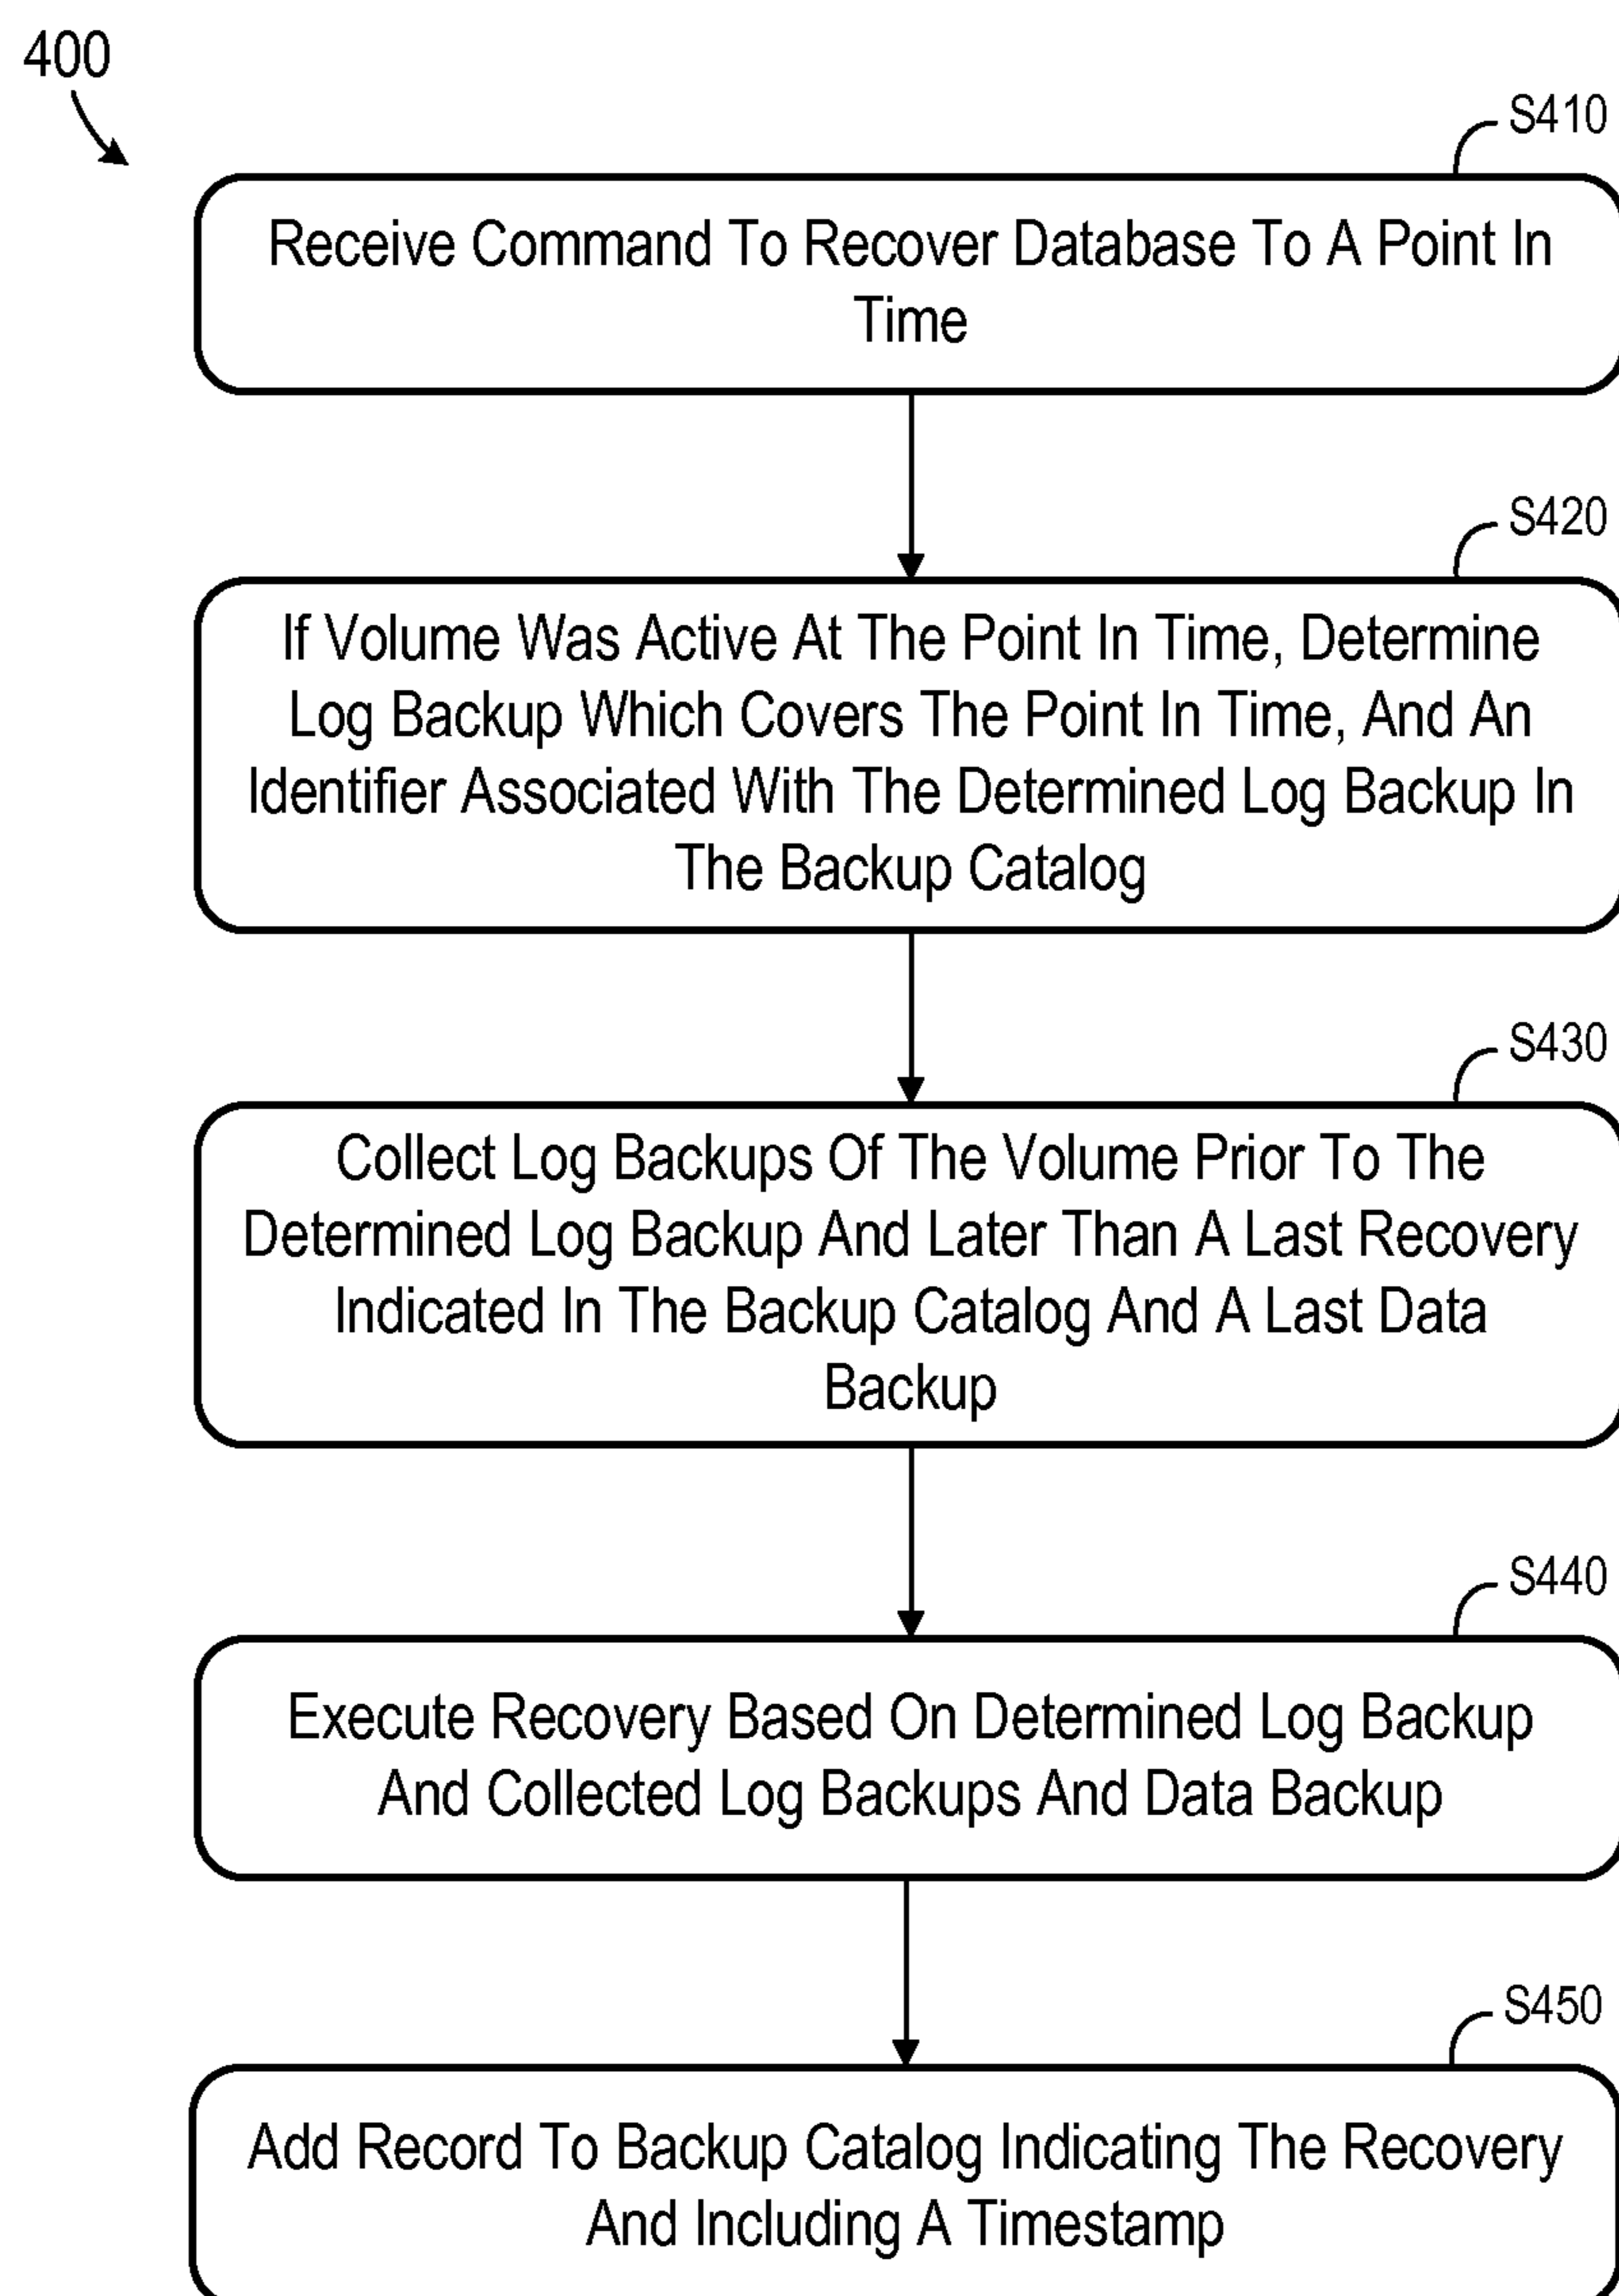 400
S410
Receive Command To Recover Database To A Point In
Time
S420
If Volume Was Active At The Point In Time, Determine
Log Backup Which Covers The Point In Time, And An
Identifier Associated With The Determined Log Backup In
The Backup Catalog
S430
Collect Log Backups Of The Volume Prior To The
Determined Log Backup And Later Than A Last Recovery
Indicated In The Backup Catalog And A Last Data
Backup
S440
Execute Recovery Based On Determined Log Backup
And Collected Log Backups And Data Backup
S450
Add Record To Backup Catalog Indicating The Recovery
And Including A Timestamp